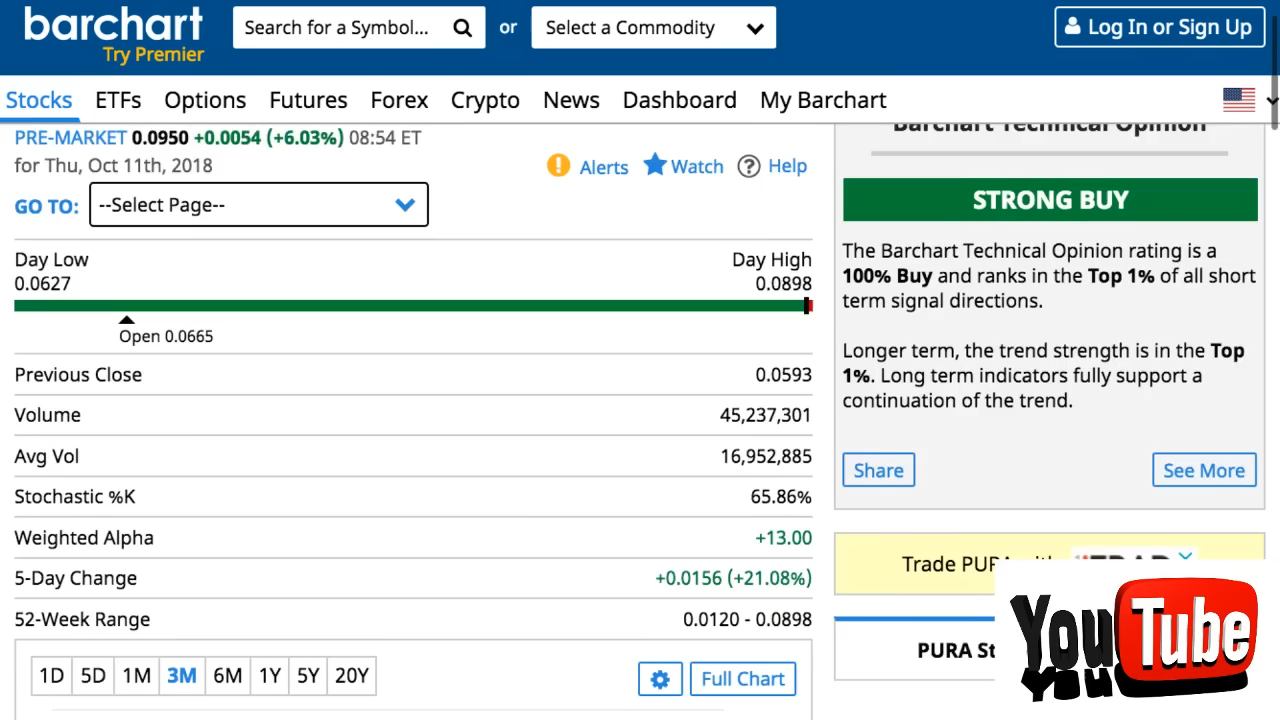 barchart
Try Premier
Search for a Symbol...
or
Select a Commodity
Log In or Sign Up
Stocks ETFs Options Futures Forex Crypto News Dashboard My Barchart
PRE-MARKET 0.0950 +0.0054 (+6.03%) 08:54 ET
for Thu, Oct 11th, 2018
Alerts Watch Help
GO TO: --Select Page--
Day Low Day High
0.0627 0.0898
Open 0.0665
Previous Close 0.0593
Volume 45,237,301
Avg Vol 16,952,885
Stochastic %K 65.86%
Weighted Alpha +13.00
5-Day Change +0.0156 (+21.08%)
52-Week Range 0.0120 - 0.0898
1D 5D 1M 3M 6M 1Y 5Y 20Y
Full Chart
Barchart Technical Opinion
STRONG BUY
The Barchart Technical Opinion rating is a
100% Buy and ranks in the Top 1% of all short
term signal directions.
Longer term, the trend strength is in the Top
1%. Long term indicators fully support a
continuation of the trend.
Share See More
Trade PURA
PURA St
YouTube
You